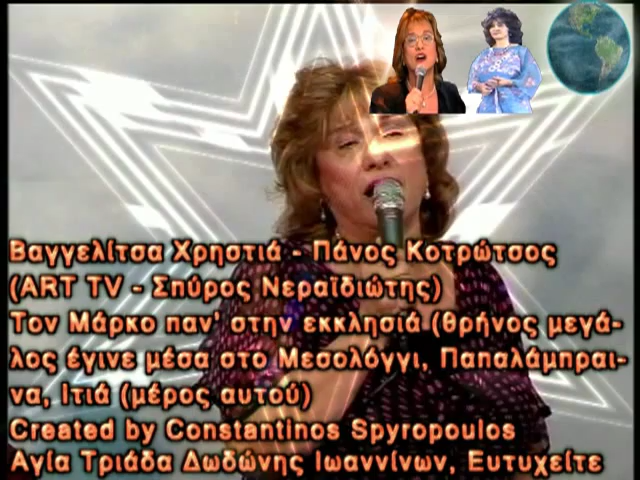 Βαγγελίτσα Χρηστιά - Πάνος Κοτρώτσος
(ART TV - Σπύρος Νεραϊδιώτης)
Τον Μάρκο παν' στην εκκλησιά (θρήνος μεγά-
λος έγινε μέσα στο Μεσολόγγι, Παπαλάμπραι-
να, Ιτιά (μέρος αυτού)
Created by Constantinos Spyropoulos
Αγία Τριάδα Δωδώνης Ιωαννίνων, Ευτυχείτε